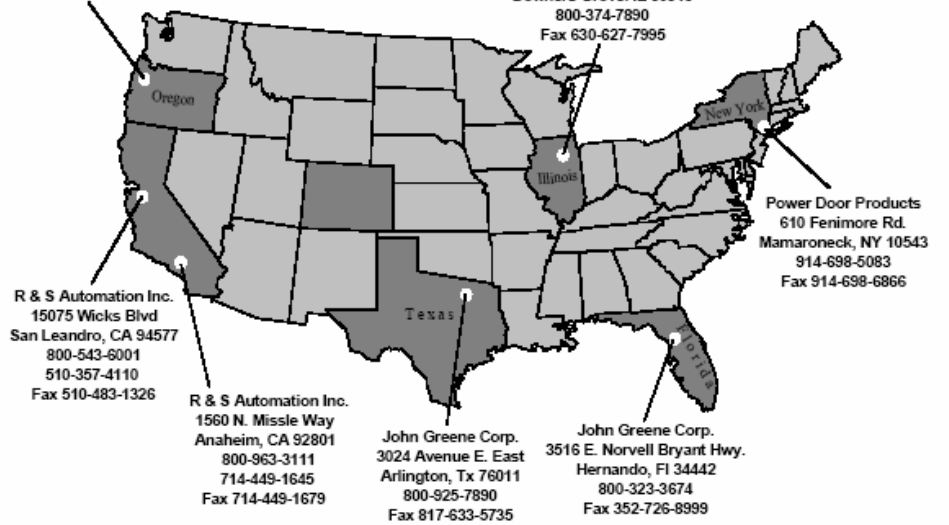 800-374-7890
Fax 630-627-7995
Oregon
New York
Illinois
Power Door Products
610 Fenimore Rd.
Mamaroneck, NY 10543
914-698-5083
Fax 914-698-6866
R & S Automation Inc.
15075 Wicks Blvd
San Leandro, CA 94577
800-543-6001
510-357-4110
Fax 510-483-1326
Texas
Florida
R & S Automation Inc.
1560 N. Missle Way
Anaheim, CA 92801
800-963-3111
714-449-1645
Fax 714-449-1679
John Greene Corp.
3024 Avenue E. East
Arlington, Tx 76011
800-925-7890
Fax 817-633-5735
John Greene Corp.
3516 E. Norvell Bryant Hwy.
Hernando, Fl 34442
800-323-3674
Fax 352-726-8999